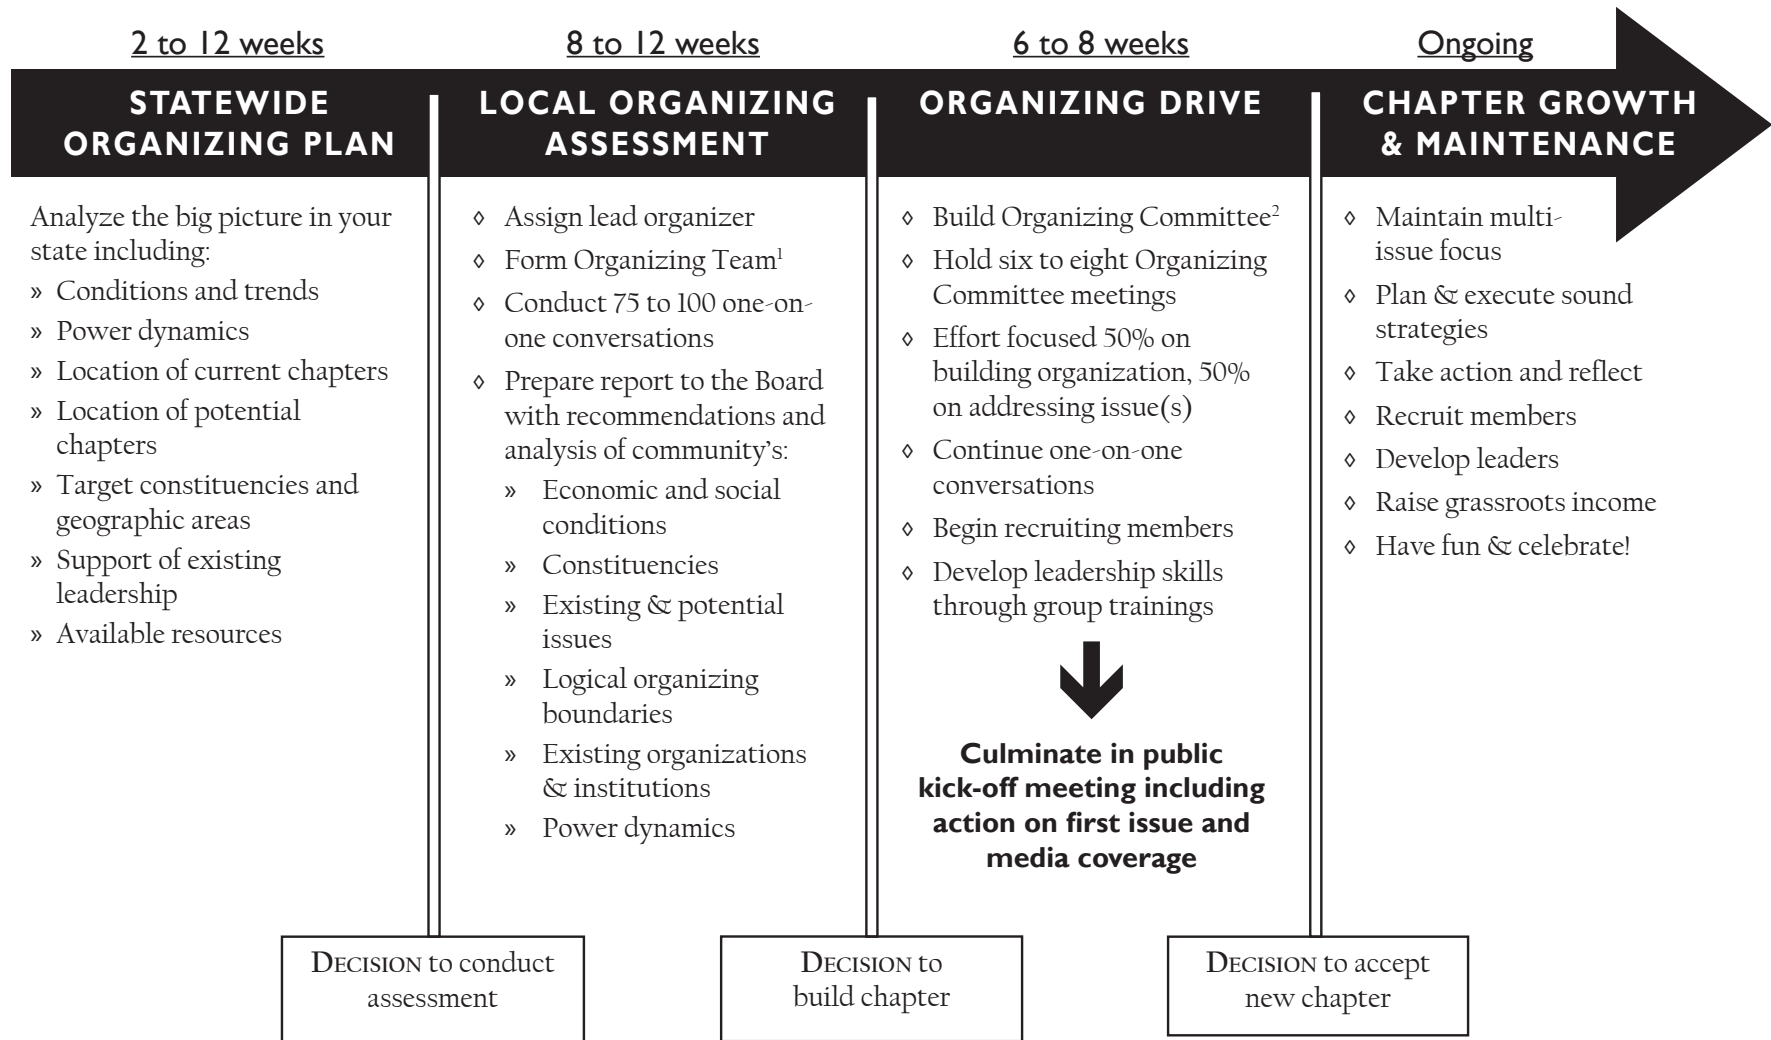 2 to 12 weeks
STATEWIDE
ORGANIZING PLAN
Analyze the big picture in your
state including:
» Conditions and trends
» Power dynamics
» Location of current chapters
» Location of potential
chapters
» Target constituencies and
geographic areas
» Support of existing
leadership
» Available resources
DECISION to conduct
assessment
8 to 12 weeks
LOCAL ORGANIZING
ASSESSMENT
◊ Assign lead organizer
◊ Form Organizing Team¹
◊ Conduct 75 to 100 one-on-
one conversations
◊ Prepare report to the Board
with recommendations and
analysis of community's:
» Economic and social
conditions
» Constituencies
» Existing & potential
issues
» Logical organizing
boundaries
» Existing organizations
& institutions
» Power dynamics
DECISION to
build chapter
6 to 8 weeks
ORGANIZING DRIVE
◊ Build Organizing Committee²
◊ Hold six to eight Organizing
Committee meetings
◊ Effort focused 50% on
building organization, 50%
on addressing issue(s)
◊ Continue one-on-one
conversations
◊ Begin recruiting members
◊ Develop leadership skills
through group trainings
Culminate in public
kick-off meeting including
action on first issue and
media coverage
DECISION to accept
new chapter
Ongoing
CHAPTER GROWTH
& MAINTENANCE
◊ Maintain multi-
issue focus
◊ Plan & execute sound
strategies
◊ Take action and reflect
◊ Recruit members
◊ Develop leaders
◊ Raise grassroots income
◊ Have fun & celebrate!